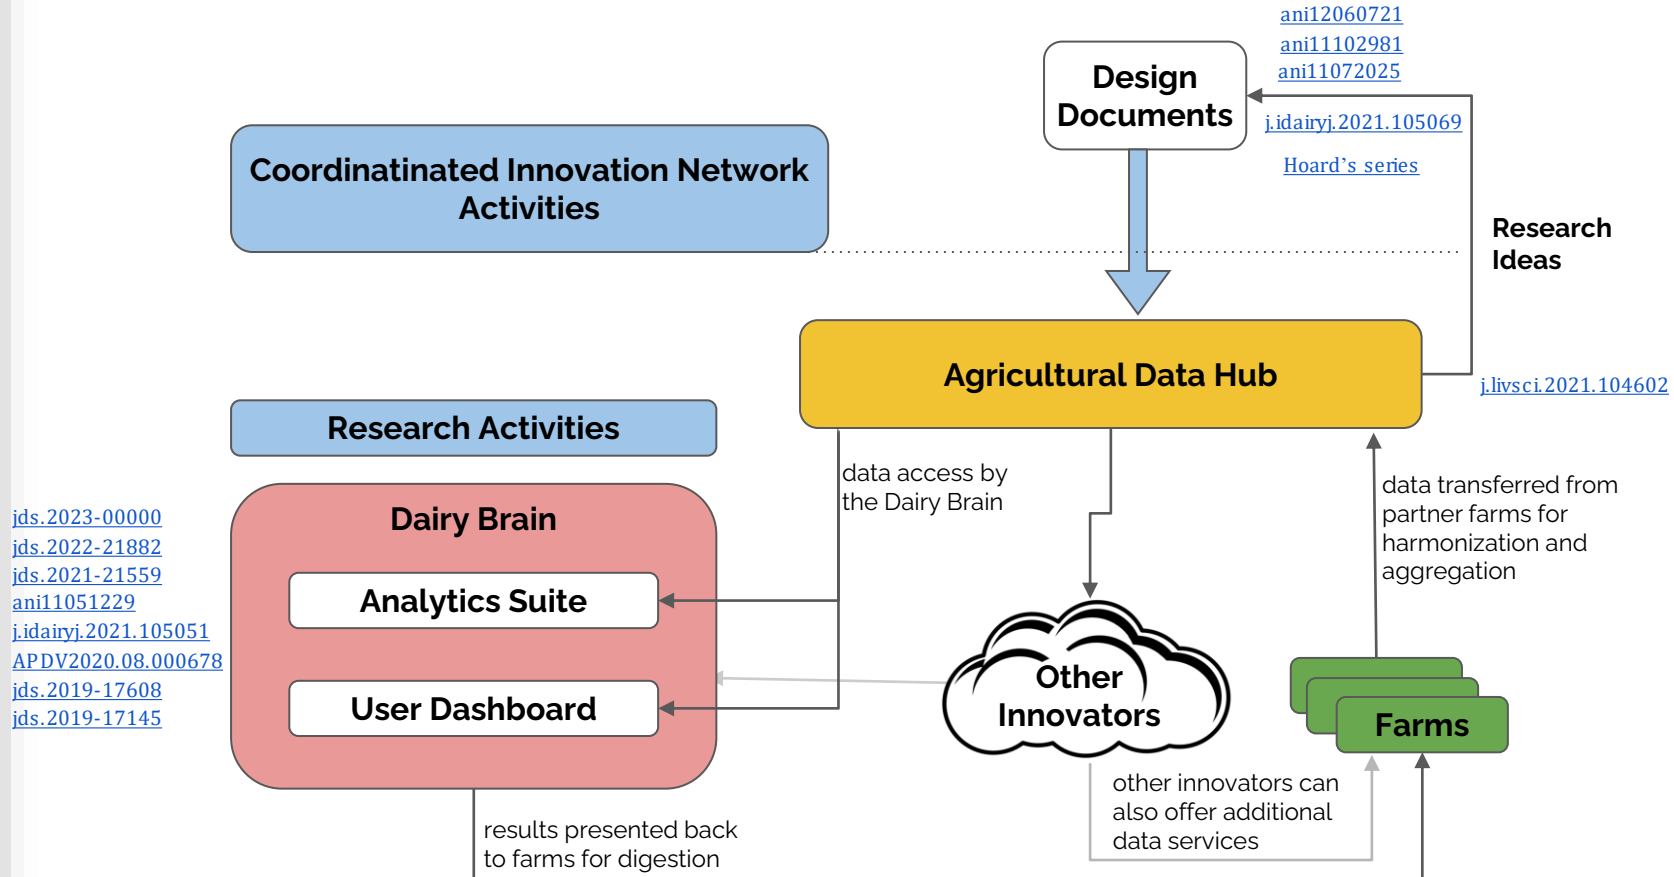 ani12060721
ani11102981
ani11072025
Design
Documents
j.idairyj.2021.105069
Hoard's series
Coordinatinated Innovation Network
Activities
Research
Ideas
Agricultural Data Hub
j.livsci.2021.104602
Research Activities
data access by
the Dairy Brain
data transferred from
partner farms for
harmonization and
aggregation
Dairy Brain
Analytics Suite
User Dashboard
jds.2023-00000
jds.2022-21882
jds.2021-21559
ani11051229
j.idairyj.2021.105051
APDV2020.08.000678
jds.2019-17608
jds.2019-17145
Other
Innovators
Farms
other innovators can
also offer additional
data services
results presented back
to farms for digestion